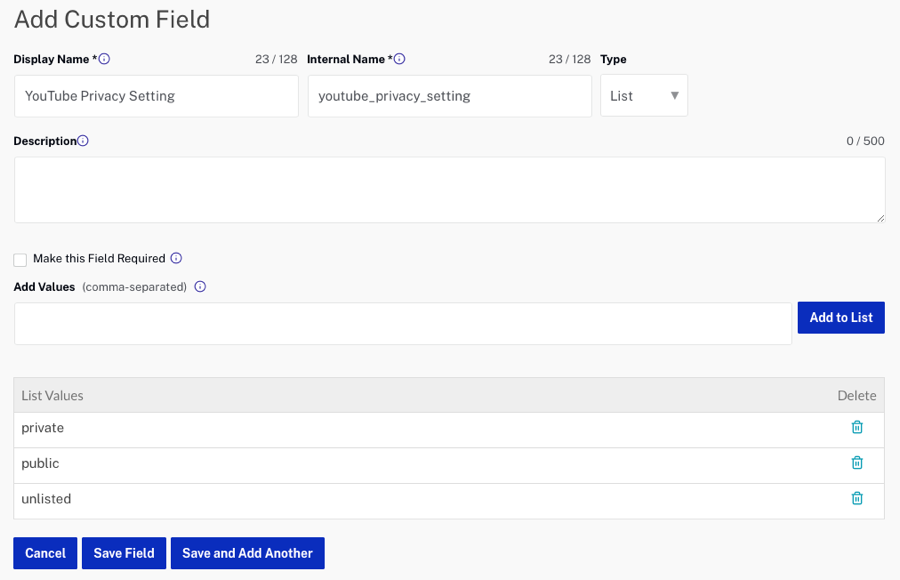 Add Custom Field
Display Name * 23 / 128 Internal Name * 23 / 128 Type
YouTube Privacy Setting youtube_privacy_setting List
Description 0 / 500
Make this Field Required
Add Values (comma-separated)
Add to List
List Values Delete
private
public
unlisted
Cancel Save Field Save and Add Another